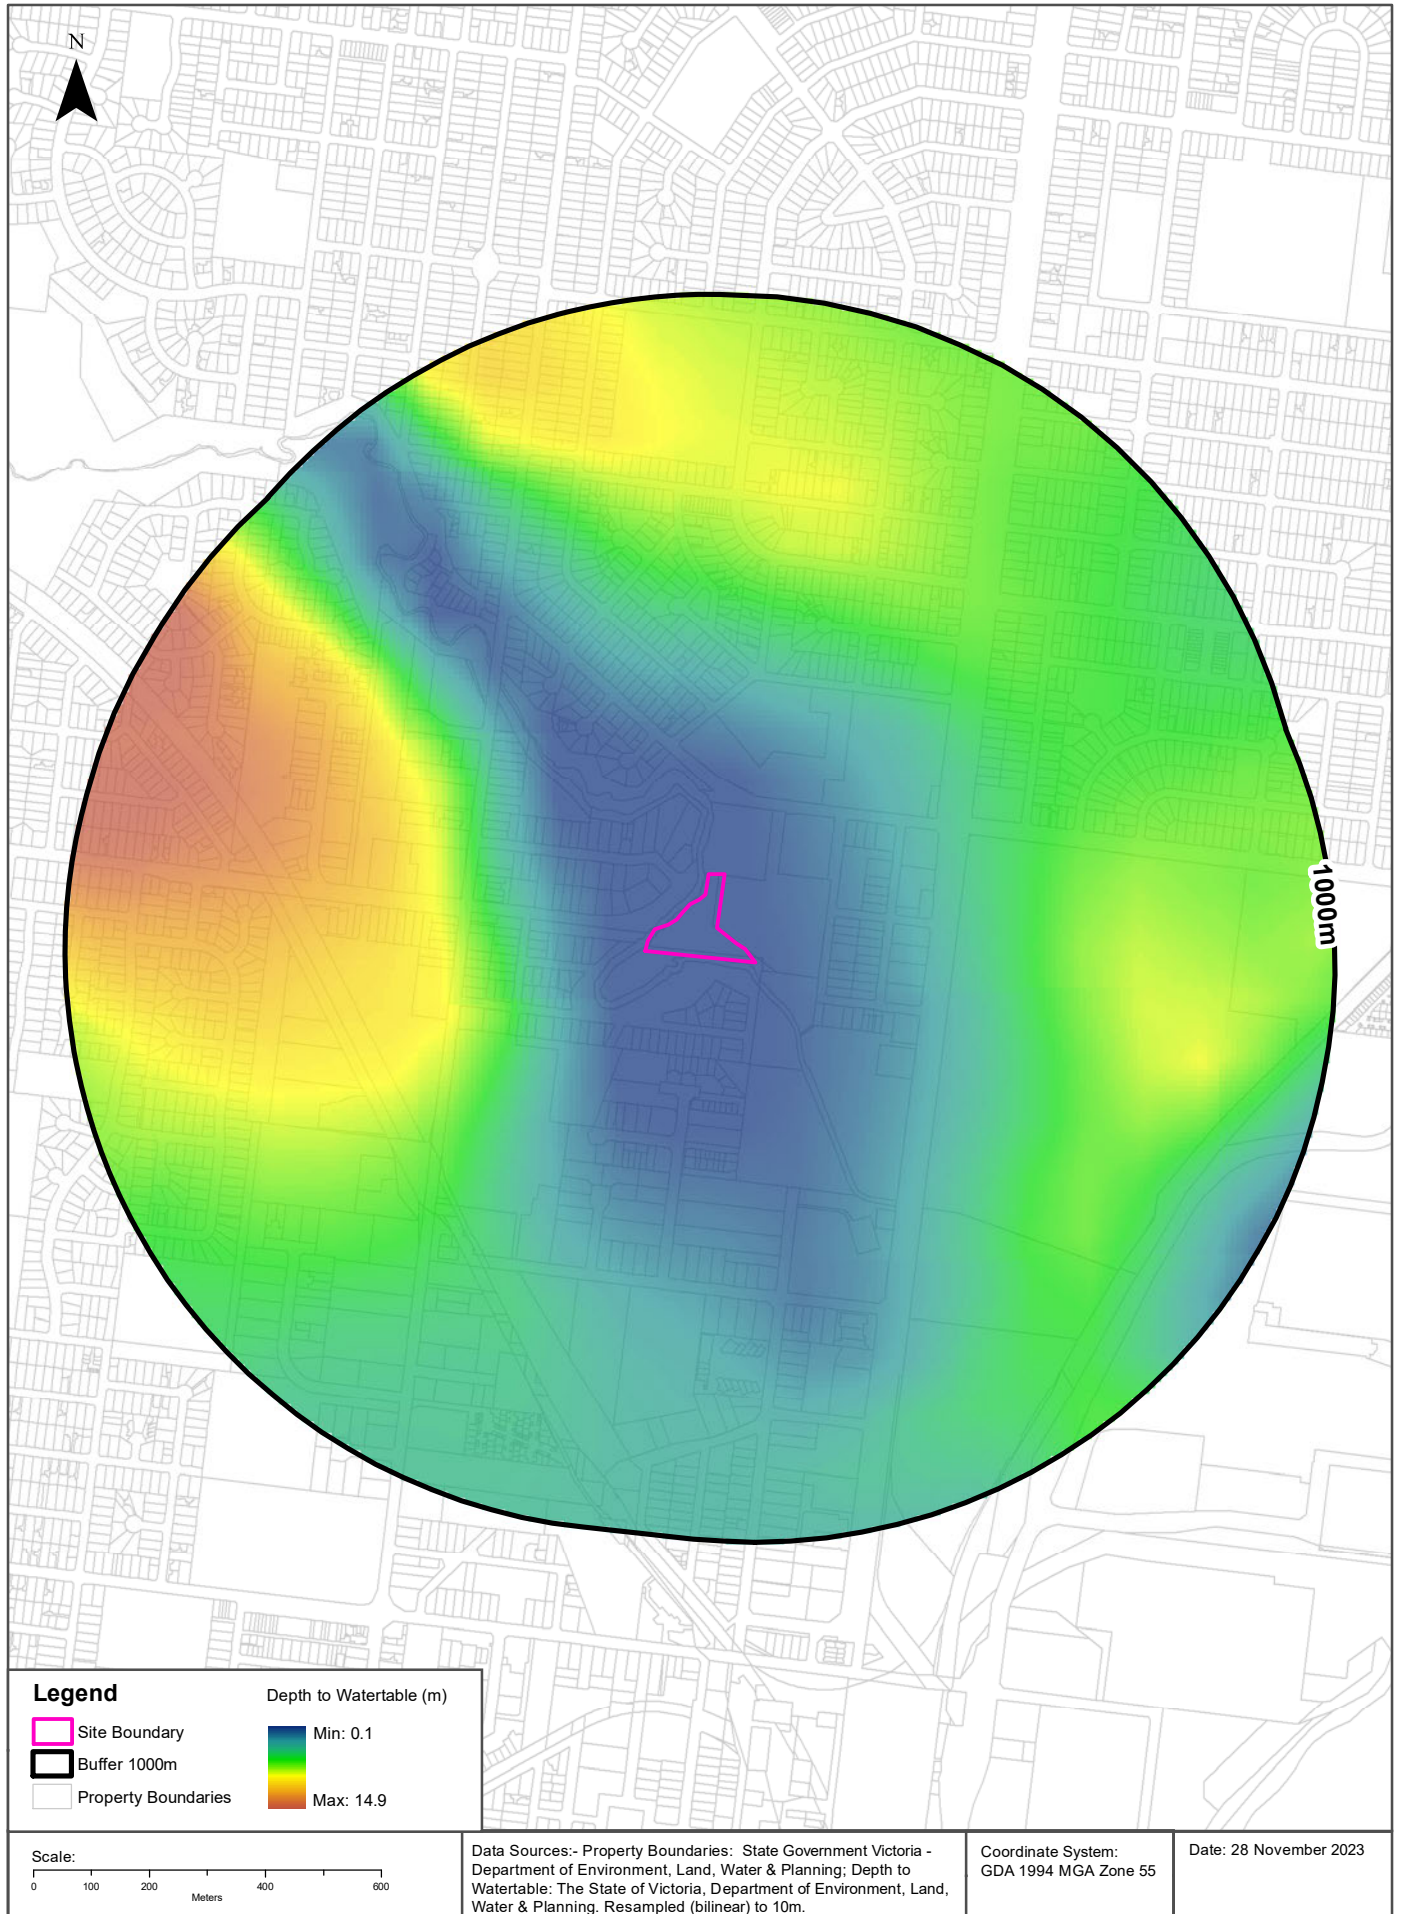 N
1000m
Legend
Site Boundary
Buffer 1000m
Property Boundaries
Depth to Watertable (m)
Min: 0.1
Max: 14.9
Scale:
0 100 200 400 600
Meters
Data Sources:- Property Boundaries: State Government Victoria -
Department of Environment, Land, Water & Planning; Depth to
Watertable: The State of Victoria, Department of Environment, Land,
Water & Planning. Resampled (bilinear) to 10m.
Coordinate System:
GDA 1994 MGA Zone 55
Date: 28 November 2023